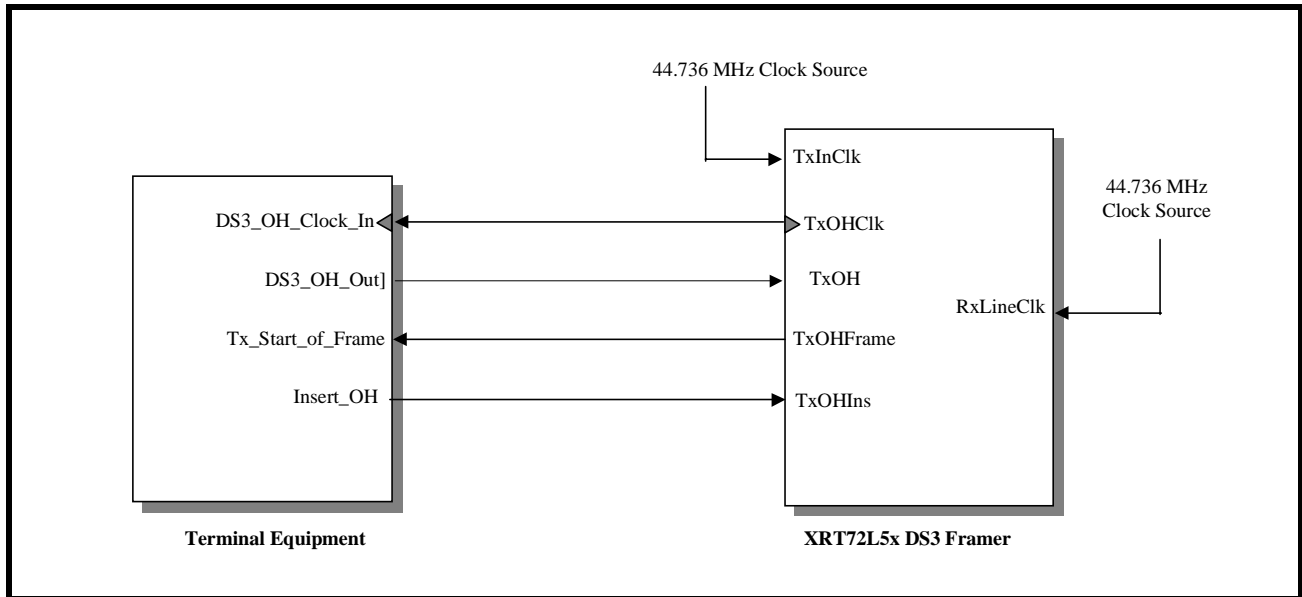 44.736 MHz Clock Source
TxInClk
44.736 MHz
Clock Source
DS3_OH_Clock_In
TxOHClk
DS3_OH_Out]
TxOH
RxLineClk
Tx_Start_of_Frame
TxOHFrame
Insert_OH
TxOHIns
Terminal Equipment
XRT72L5x DS3 Framer